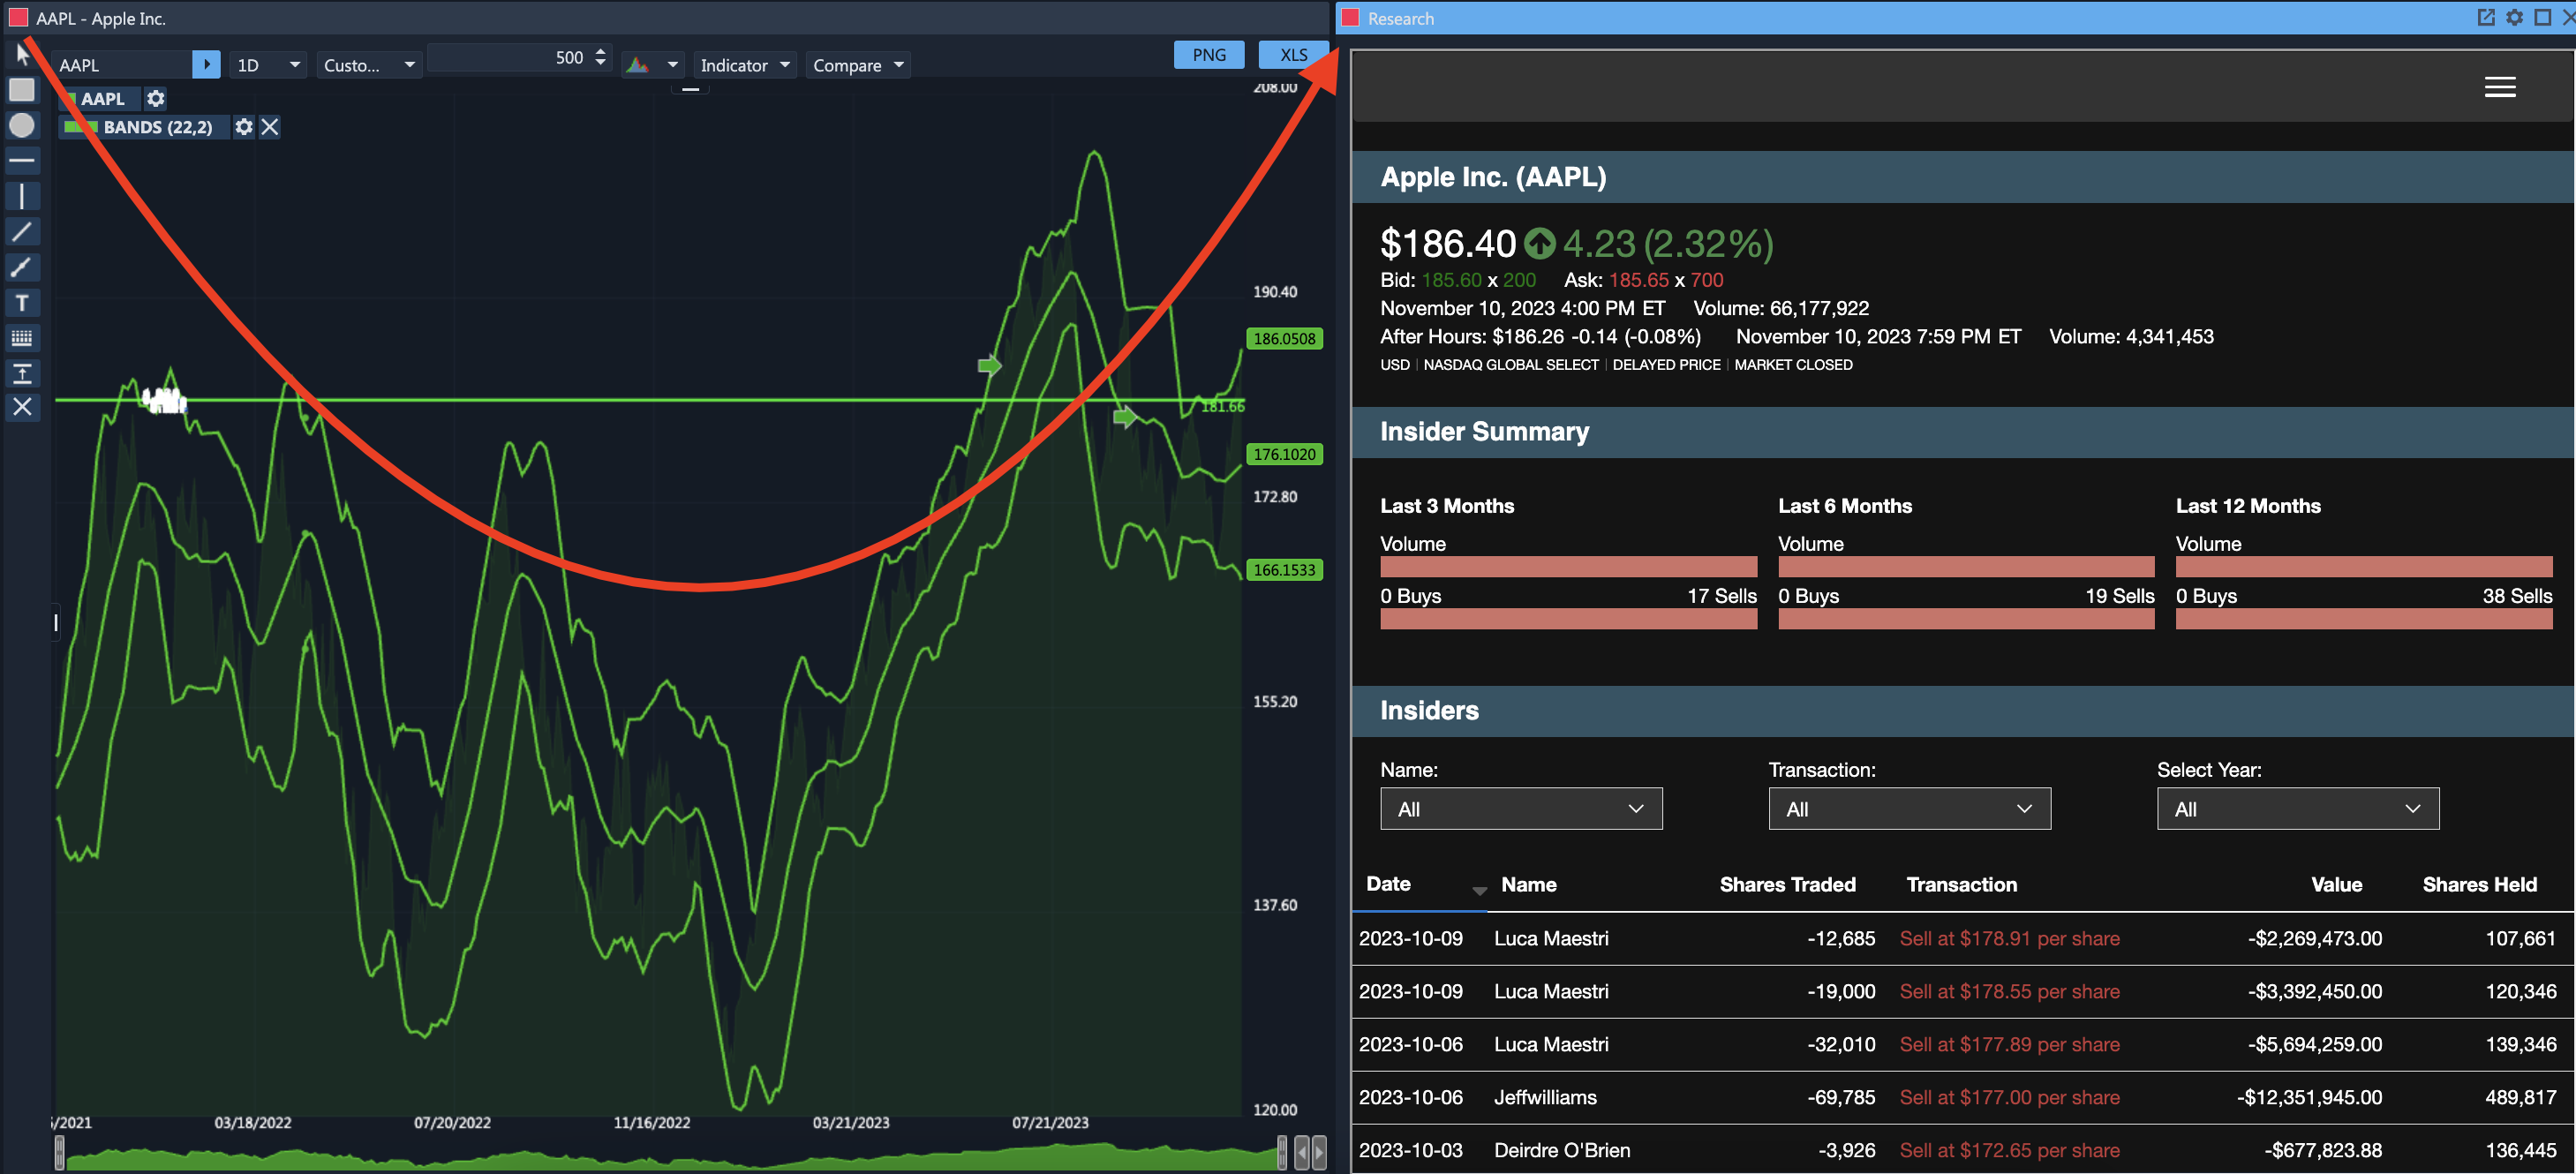 AAPL - Apple Inc.
AAPL 1D Custo... 500 Indicator Compare PNG XLS
AAPL
BANDS (22,2)
T
208.00
190.40
186.0508
181.66
176.1020
172.80
166.1533
155.20
137.60
120.00
/2021 03/18/2022 07/20/2022 11/16/2022 03/21/2023 07/21/2023
Research
Apple Inc. (AAPL)
$186.40 4.23 (2.32%)
Bid: 185.60 x 200 Ask: 185.65 x 700
November 10, 2023 4:00 PM ET Volume: 66,177,922
After Hours: $186.26 -0.14 (-0.08%) November 10, 2023 7:59 PM ET Volume: 4,341,453
USD | NASDAQ GLOBAL SELECT | DELAYED PRICE | MARKET CLOSED
Insider Summary
Last 3 Months Last 6 Months Last 12 Months
Volume Volume Volume
0 Buys 17 Sells 0 Buys 19 Sells 0 Buys 38 Sells
Insiders
Name: Transaction: Select Year:
All All All
Date Name Shares Traded Transaction Value Shares Held
2023-10-09 Luca Maestri -12,685 Sell at $178.91 per share -$2,269,473.00 107,661
2023-10-09 Luca Maestri -19,000 Sell at $178.55 per share -$3,392,450.00 120,346
2023-10-06 Luca Maestri -32,010 Sell at $177.89 per share -$5,694,259.00 139,346
2023-10-06 Jeffwilliams -69,785 Sell at $177.00 per share -$12,351,945.00 489,817
2023-10-03 Deirdre O'Brien -3,926 Sell at $172.65 per share -$677,823.88 136,445